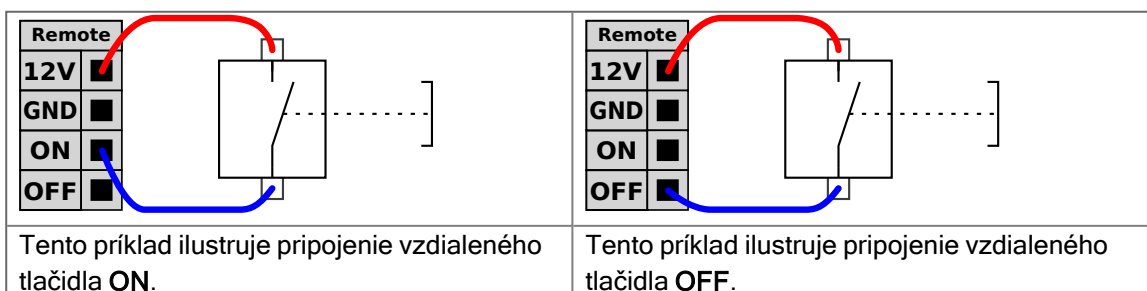 Remote
12V
GND
ON
OFF
Remote
12V
GND
ON
OFF
Tento príklad ilustruje pripojenie vzdialeného
tlačidla ON.
Tento príklad ilustruje pripojenie vzdialeného
tlačidla OFF.